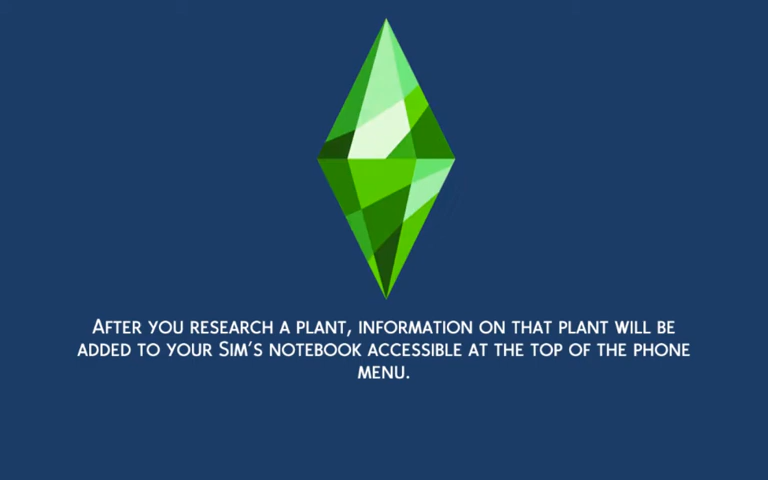 After you research a plant, information on that plant will be
added to your Sim's notebook accessible at the top of the phone
menu.